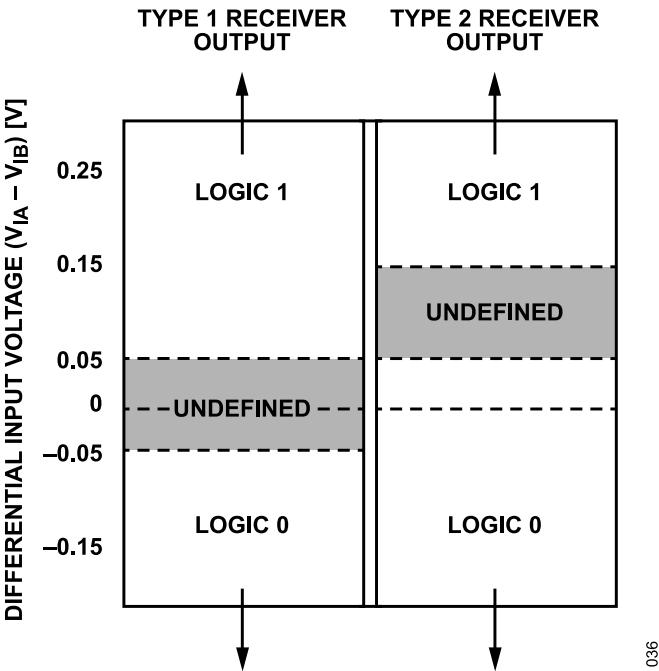 TYPE 1 RECEIVER
OUTPUT
TYPE 2 RECEIVER
OUTPUT
DIFFERENTIAL INPUT VOLTAGE (VIA – VIB) [V]
0.25
0.15
0.05
0
–0.05
–0.15
LOGIC 1
UNDEFINED
LOGIC 0
LOGIC 1
UNDEFINED
LOGIC 0
036